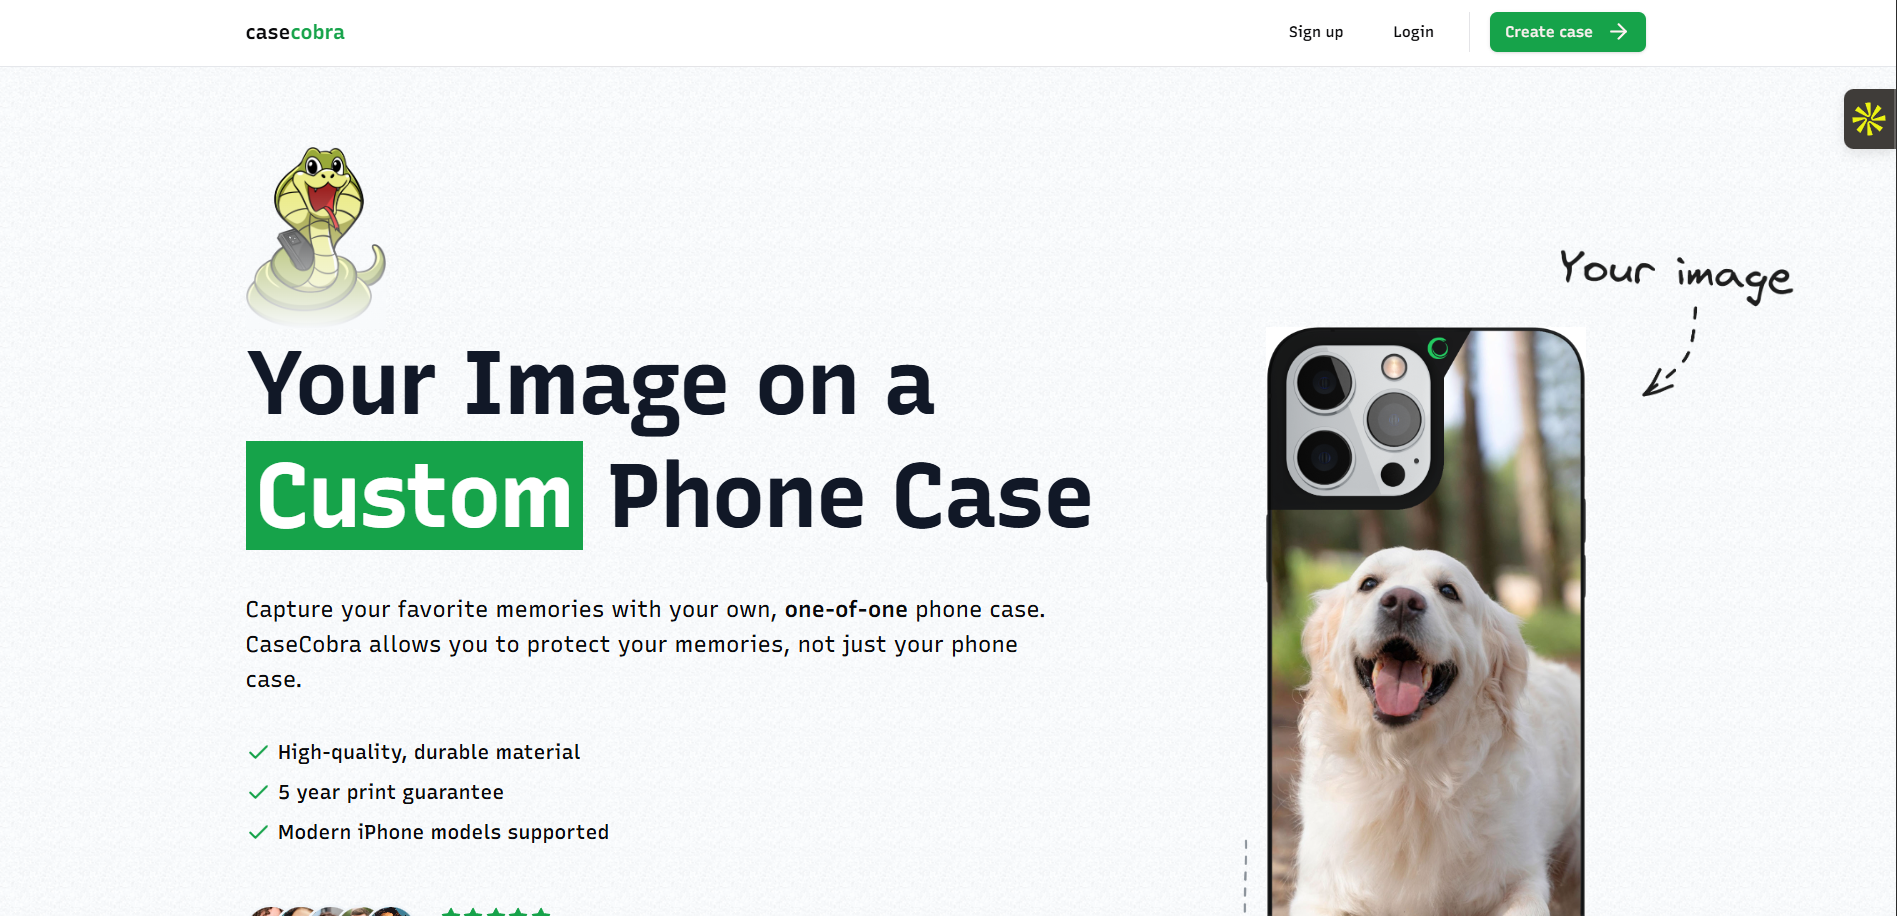 casecobra
Sign up
Login
Create case
Your image
Your Image on a
Custom Phone Case
Capture your favorite memories with your own, one-of-one phone case.
CaseCobra allows you to protect your memories, not just your phone
case.
High-quality, durable material
5 year print guarantee
Modern iPhone models supported